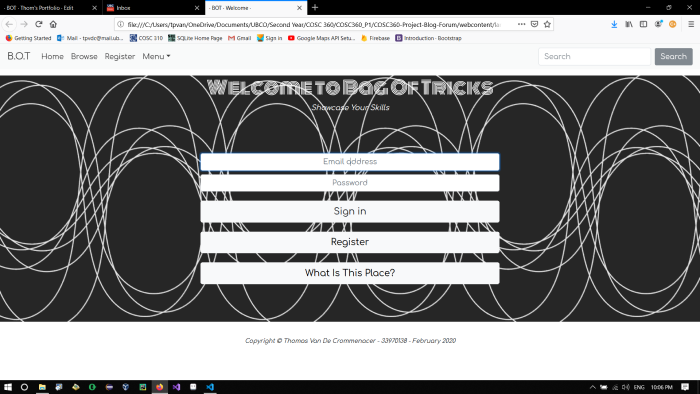 - BOT - Thom's Portfolio - Edit
Inbox
- BOT - Welcome -
file:///C:/Users/tpvan/OneDrive/Documents/UBCO/Second Year/COSC 360/COSC360_P1/COSC360-Project-Blog-Forum/webcontent/
Getting Started
Mail - tpvdc@mail.ub...
COSC 310
SQLite Home Page
Gmail
Sign in
Google Maps API Setu...
Firebase
Introduction · Bootstrap
B.O.T Home Browse Register Menu
Search Search
Welcome to Bag Of Tricks
Showcase Your Skills
Email address
Password
Sign in
Register
What Is This Place?
Copyright © Thomas Van De Crommenacer - 33970138 - February 2020
ENG 10:06 PM